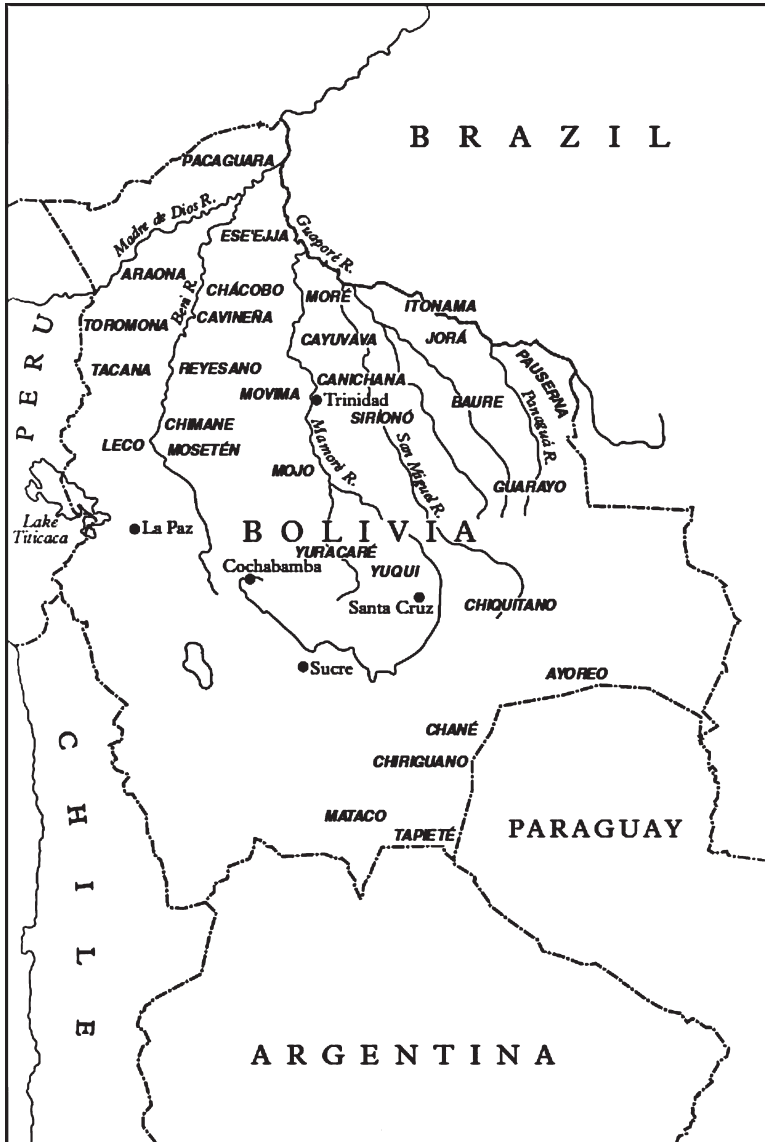 BRAZIL
PACAGUARA
Madre de Dios R.
Guaporé R.
ESE'EJJA
ARAONA
Beni R.
CHÁCOBO
MORÉ
ITONAMA
PERU
TOROMONA
CAVINEÑA
CAYUVAVA
JORÁ
TACANA
REYESANO
CANICHANA
PAUSERNA
MOVIMA
Trinidad
BAURE
Panaguá R.
SIRIONÓ
CHIMANE
LECO
MOSETÉN
Mamoré R.
San Miguel R.
MOJO
GUARAYO
Lake
Titicaca
La Paz
BOLIVIA
YURACARÉ
Cochabamba
YUQUI
Santa Cruz
CHIQUITANO
Sucre
AYOREO
CHILE
CHANÉ
CHIRIGUANO
MATACO
TAPIETÉ
PARAGUAY
ARGENTINA